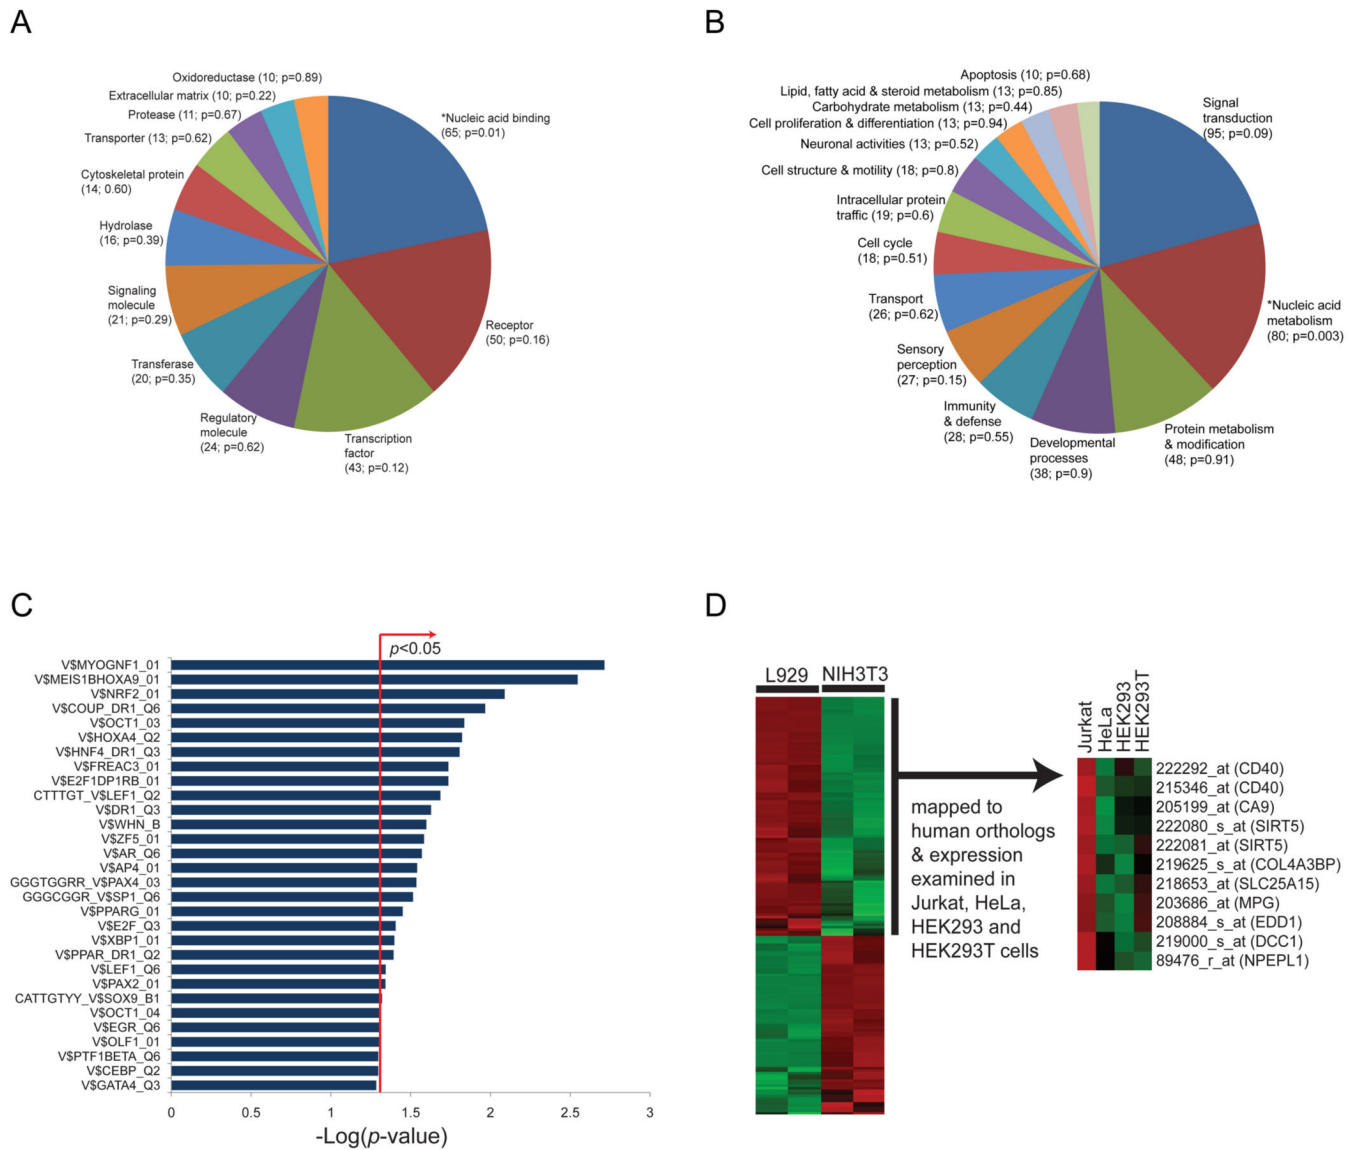 A
Oxidoreductase (10; p=0.89)
Extracellular matrix (10; p=0.22)
Protease (11; p=0.67)
Transporter (13; p=0.62)
Cytoskeletal protein
(14; 0.60)
Hydrolase
(16; p=0.39)
Signaling
molecule
(21; p=0.29)
Transferase
(20; p=0.35)
Regulatory
molecule
(24; p=0.62)
Transcription
factor
(43; p=0.12)
Receptor
(50; p=0.16)
*Nucleic acid binding
(65; p=0.01)
B
Apoptosis (10; p=0.68)
Lipid, fatty acid & steroid metabolism (13; p=0.85)
Carbohydrate metabolism (13; p=0.44)
Cell proliferation & differentiation (13; p=0.94)
Neuronal activities (13; p=0.52)
Cell structure & motility (18; p=0.8)
Intracellular protein
traffic (19; p=0.6)
Cell cycle
(18; p=0.51)
Transport
(26; p=0.62)
Sensory
perception
(27; p=0.15)
Immunity
& defense
(28; p=0.55)
Developmental
processes
(38; p=0.9)
Protein metabolism
& modification
(48; p=0.91)
*Nucleic acid
metabolism
(80; p=0.003)
Signal
transduction
(95; p=0.09)
C
p<0.05
V$MYOGNF1_01
V$MEIS1BHOXA9_01
V$NRF2_01
V$COUP_DR1_Q6
V$OCT1_03
V$HOXA4_Q2
V$HNF4_DR1_Q3
V$FREAC3_01
V$E2F1DP1RB_01
CTTTGT_V$LEF1_Q2
V$DR1_Q3
V$WHN_B
V$ZF5_01
V$AR_Q6
V$AP4_01
GGGTGGRR_V$PAX4_03
GGGCGGR_V$SP1_Q6
V$PPARG_01
V$E2F_Q3
V$XBP1_01
V$PPAR_DR1_Q2
V$LEF1_Q6
V$PAX2_01
CATTGTYY_V$SOX9_B1
V$OCT1_04
V$EGR_Q6
V$OLF1_01
V$PTF1BETA_Q6
V$CEBP_Q2
V$GATA4_Q3
0 0.5 1 1.5 2 2.5 3
-Log(p-value)
D
L929 NIH3T3
mapped to
human orthologs
& expression
examined in
Jurkat, HeLa,
HEK293 and
HEK293T cells
Jurkat
HeLa
HEK293
HEK293T
222292_at (CD40)
215346_at (CD40)
205199_at (CA9)
222080_s_at (SIRT5)
222081_at (SIRT5)
219625_s_at (COL4A3BP)
218653_at (SLC25A15)
203686_at (MPG)
208884_s_at (EDD1)
219000_s_at (DCC1)
89476_r_at (NPEPL1)